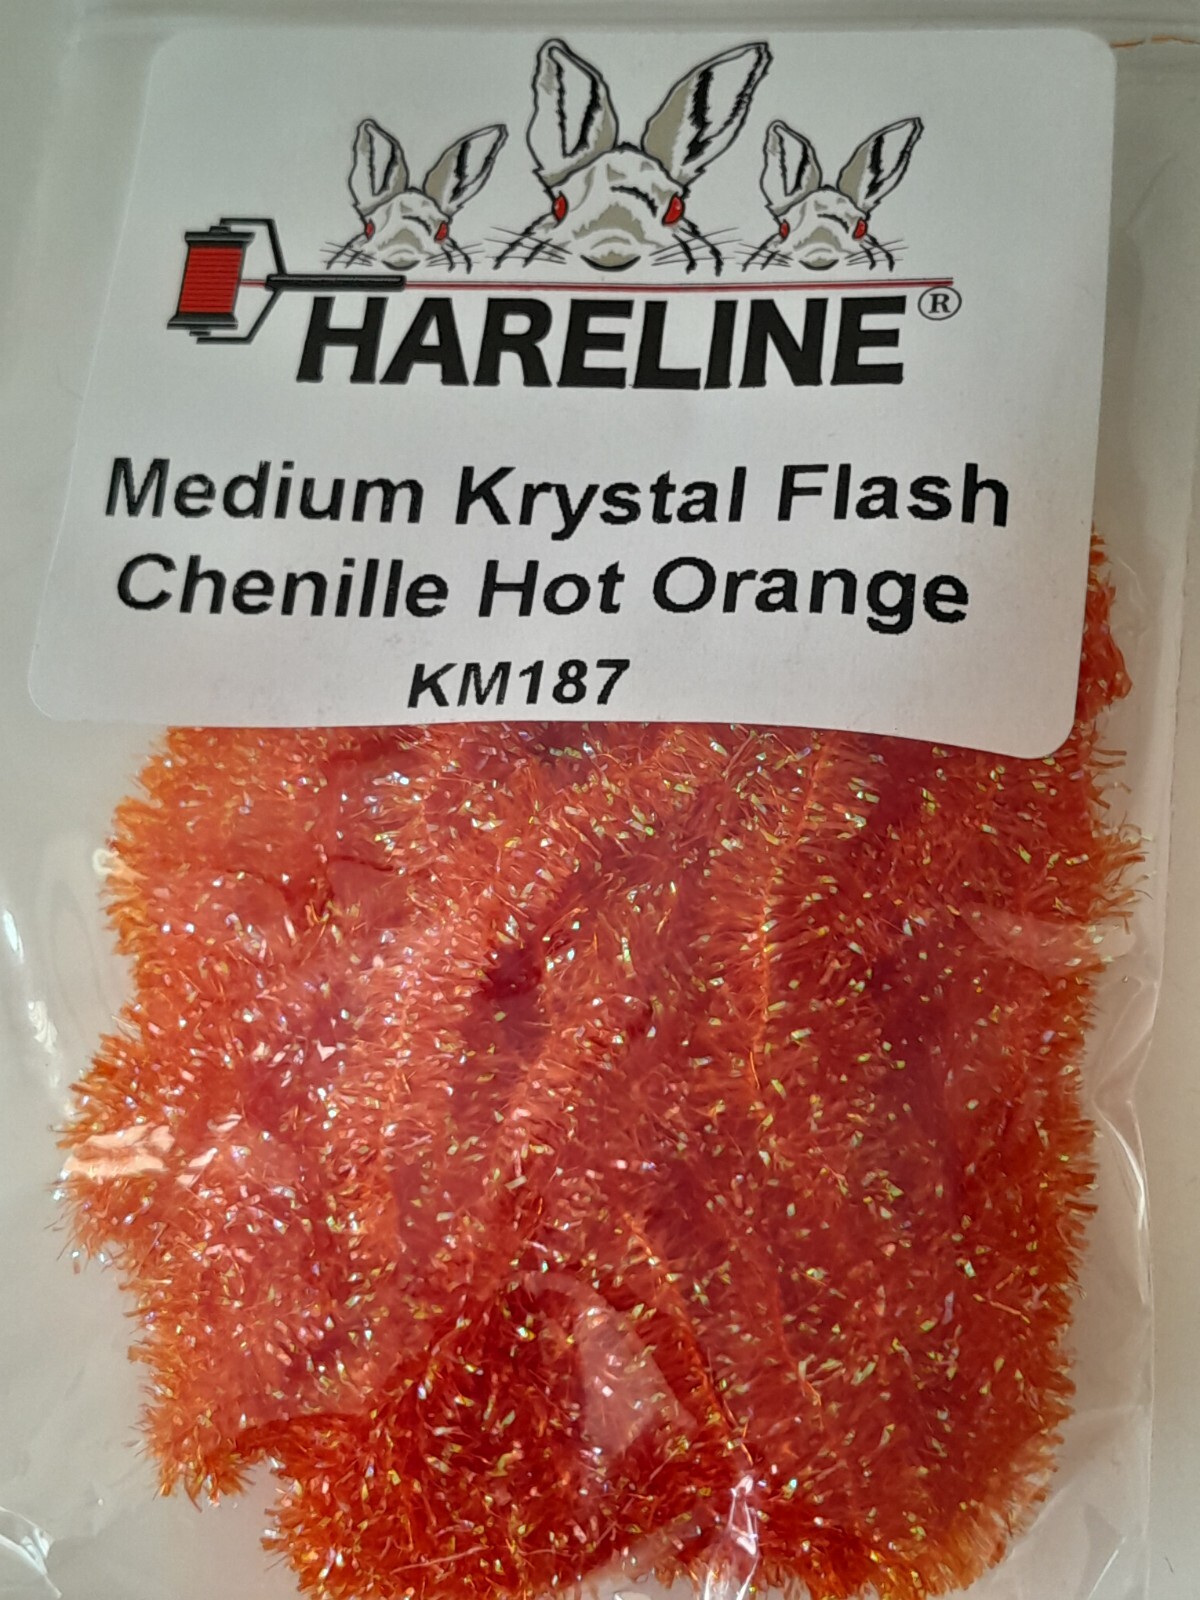 HARELINE®
Medium Krystal Flash
Chenille Hot Orange
KM187